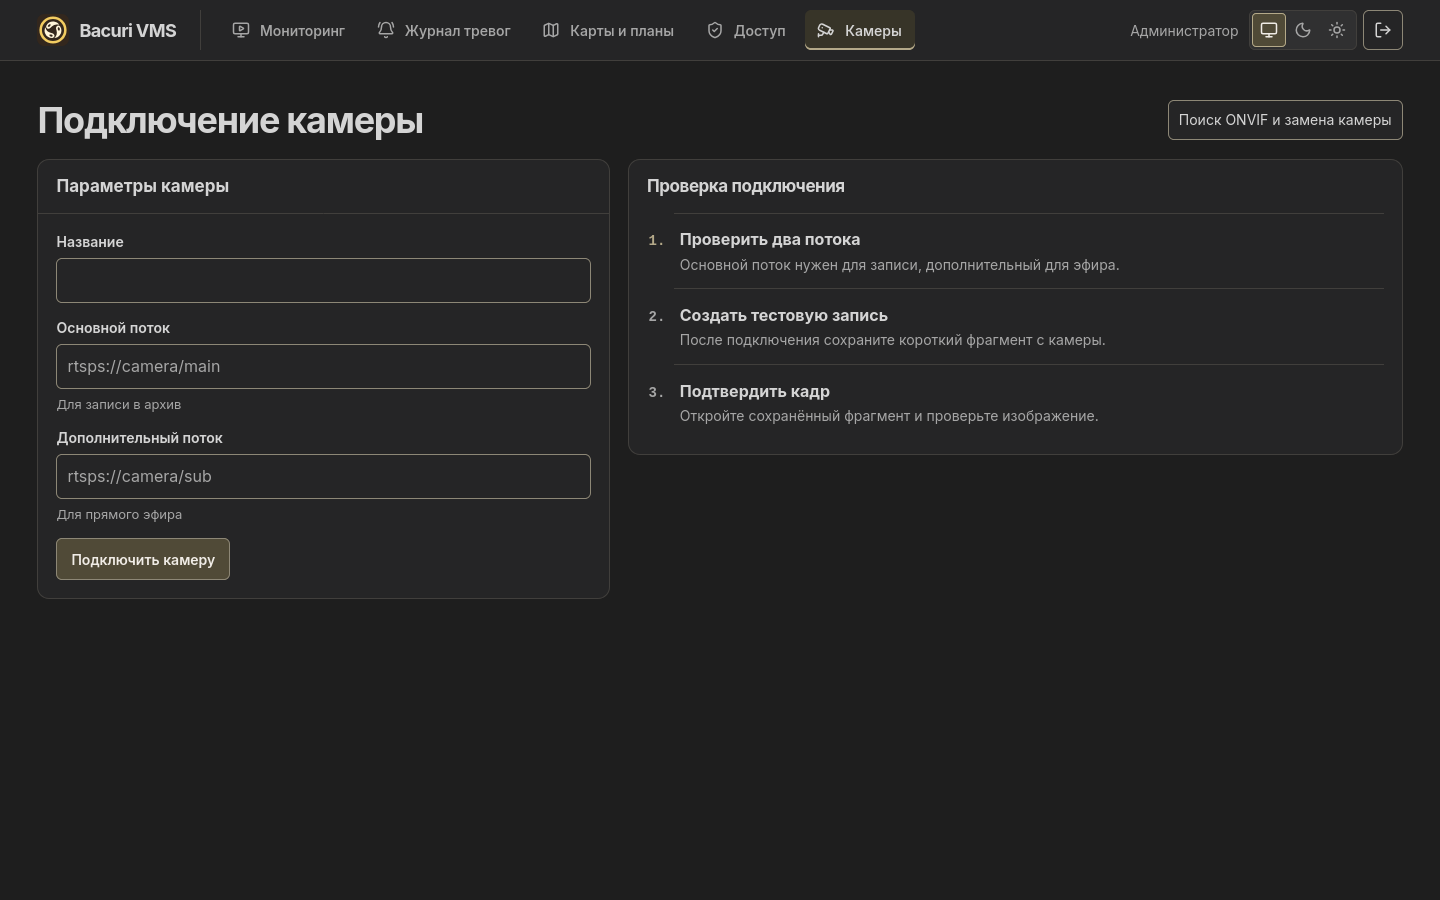 Bacuri VMS
Мониторинг
Журнал тревог
Карты и планы
Доступ
Камеры
Администратор
Подключение камеры
Поиск ONVIF и замена камеры
Параметры камеры
Название
Основной поток
rtsps://camera/main
Для записи в архив
Дополнительный поток
rtsps://camera/sub
Для прямого эфира
Подключить камеру
Проверка подключения
1. Проверить два потока
Основной поток нужен для записи, дополнительный для эфира.
2. Создать тестовую запись
После подключения сохраните короткий фрагмент с камеры.
3. Подтвердить кадр
Откройте сохранённый фрагмент и проверьте изображение.